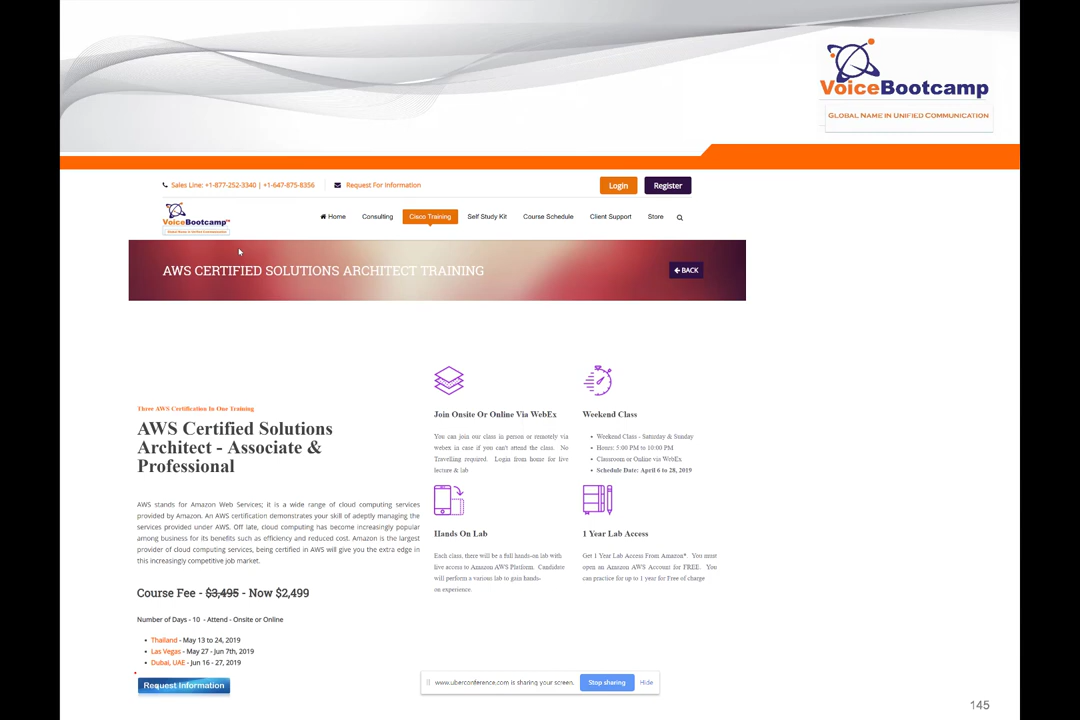 VoiceBootcamp
GLOBAL NAME IN UNIFIED COMMUNICATION
Sales Line: +1-877-252-3340 | +1-647-875-8356
Request For Information
Login
Register
VoiceBootcamp™
Global Name in Unified Communication
Home
Consulting
Cisco Training
Self Study Kit
Course Schedule
Client Support
Store
AWS CERTIFIED SOLUTIONS ARCHITECT TRAINING
BACK
Three AWS Certification In One Training
AWS Certified Solutions
Architect - Associate &
Professional
AWS stands for Amazon Web Services; it is a wide range of cloud computing services
provided by Amazon. An AWS certification demonstrates your skill of adeptly managing the
services provided under AWS. Off late, cloud computing has become increasingly popular
among business for its benefits such as efficiency and reduced cost. Amazon is the largest
provider of cloud computing services, being certified in AWS will give you the extra edge in
this increasingly competitive job market.
Course Fee - $3,495 - Now $2,499
Number of Days - 10 - Attend - Onsite or Online
• Thailand - May 13 to 24, 2019
• Las Vegas - May 27 - Jun 7th, 2019
• Dubai, UAE - Jun 16 - 27, 2019
Request Information
Join Onsite Or Online Via WebEx
You can join our class in person or remotely via
webex in case if you can't attend the class. No
Travelling required. Login from home for live
lecture & lab
Weekend Class
• Weekend Class - Saturday & Sunday
• Hours: 5:00 PM to 10:00 PM
• Classroom or Online via WebEx
• Schedule Date: April 6 to 28, 2019
Hands On Lab
Each class, there will be a full hands-on lab with
live access to Amazon AWS Platform. Candidate
will perform a various lab to gain hands-
on experience.
1 Year Lab Access
Get 1 Year Lab Access From Amazon*. You must
open an Amazon AWS Account for FREE. You
can practice for up to 1 year for Free of charge
www.uberconference.com is sharing your screen.
Stop sharing
Hide
145